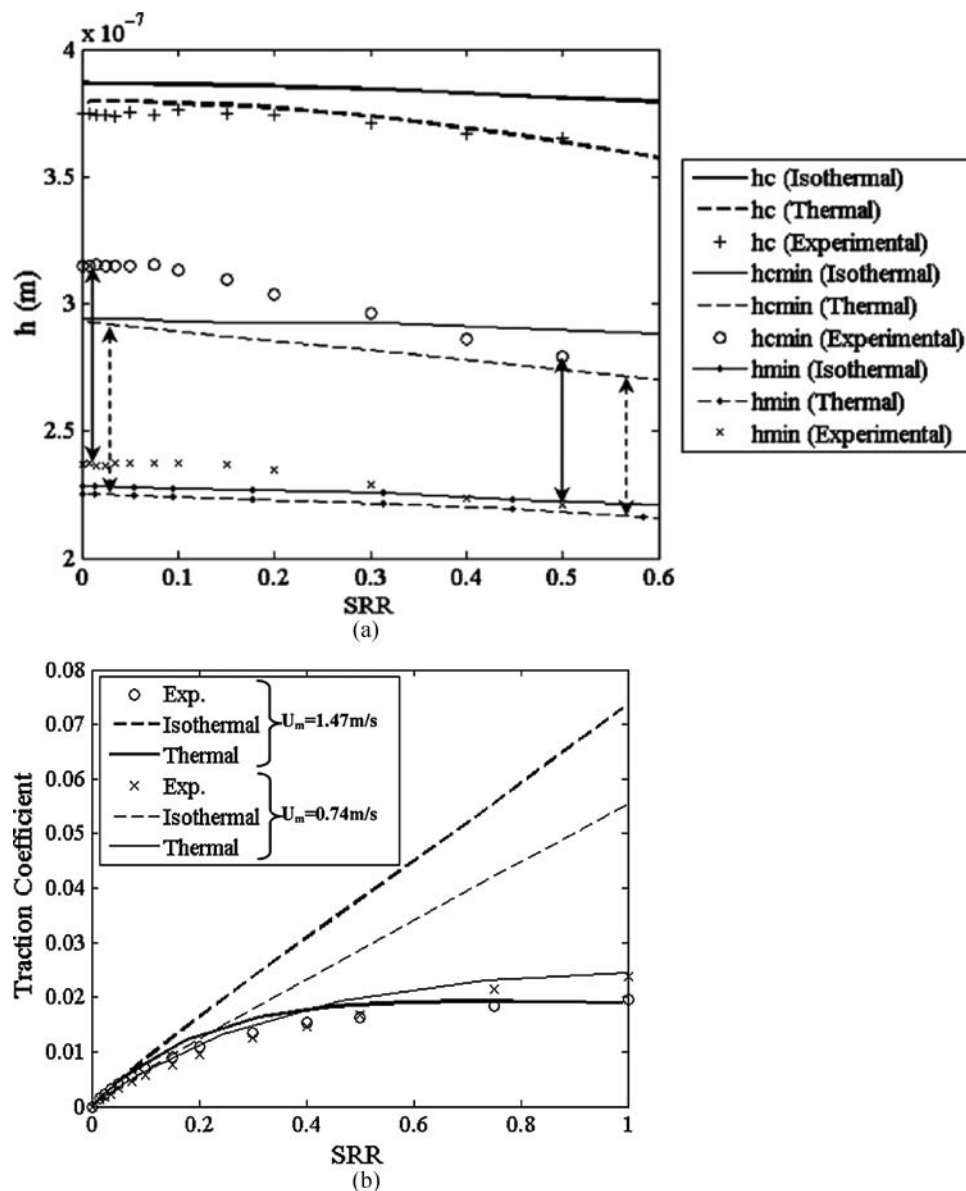 x 10⁻⁷
4
3.5
3
2.5
2
h (m)
0 0.1 0.2 0.3 0.4 0.5 0.6
SRR
(a)
hc (Isothermal)
hc (Thermal)
hc (Experimental)
hcmin (Isothermal)
hcmin (Thermal)
hcmin (Experimental)
hmin (Isothermal)
hmin (Thermal)
hmin (Experimental)
0.08
0.07
0.06
0.05
0.04
0.03
0.02
0.01
0
Traction Coefficient
Exp.
Isothermal
Thermal
Uₘ=1.47m/s
Exp.
Isothermal
Thermal
Uₘ=0.74m/s
0 0.2 0.4 0.6 0.8 1
SRR
(b)